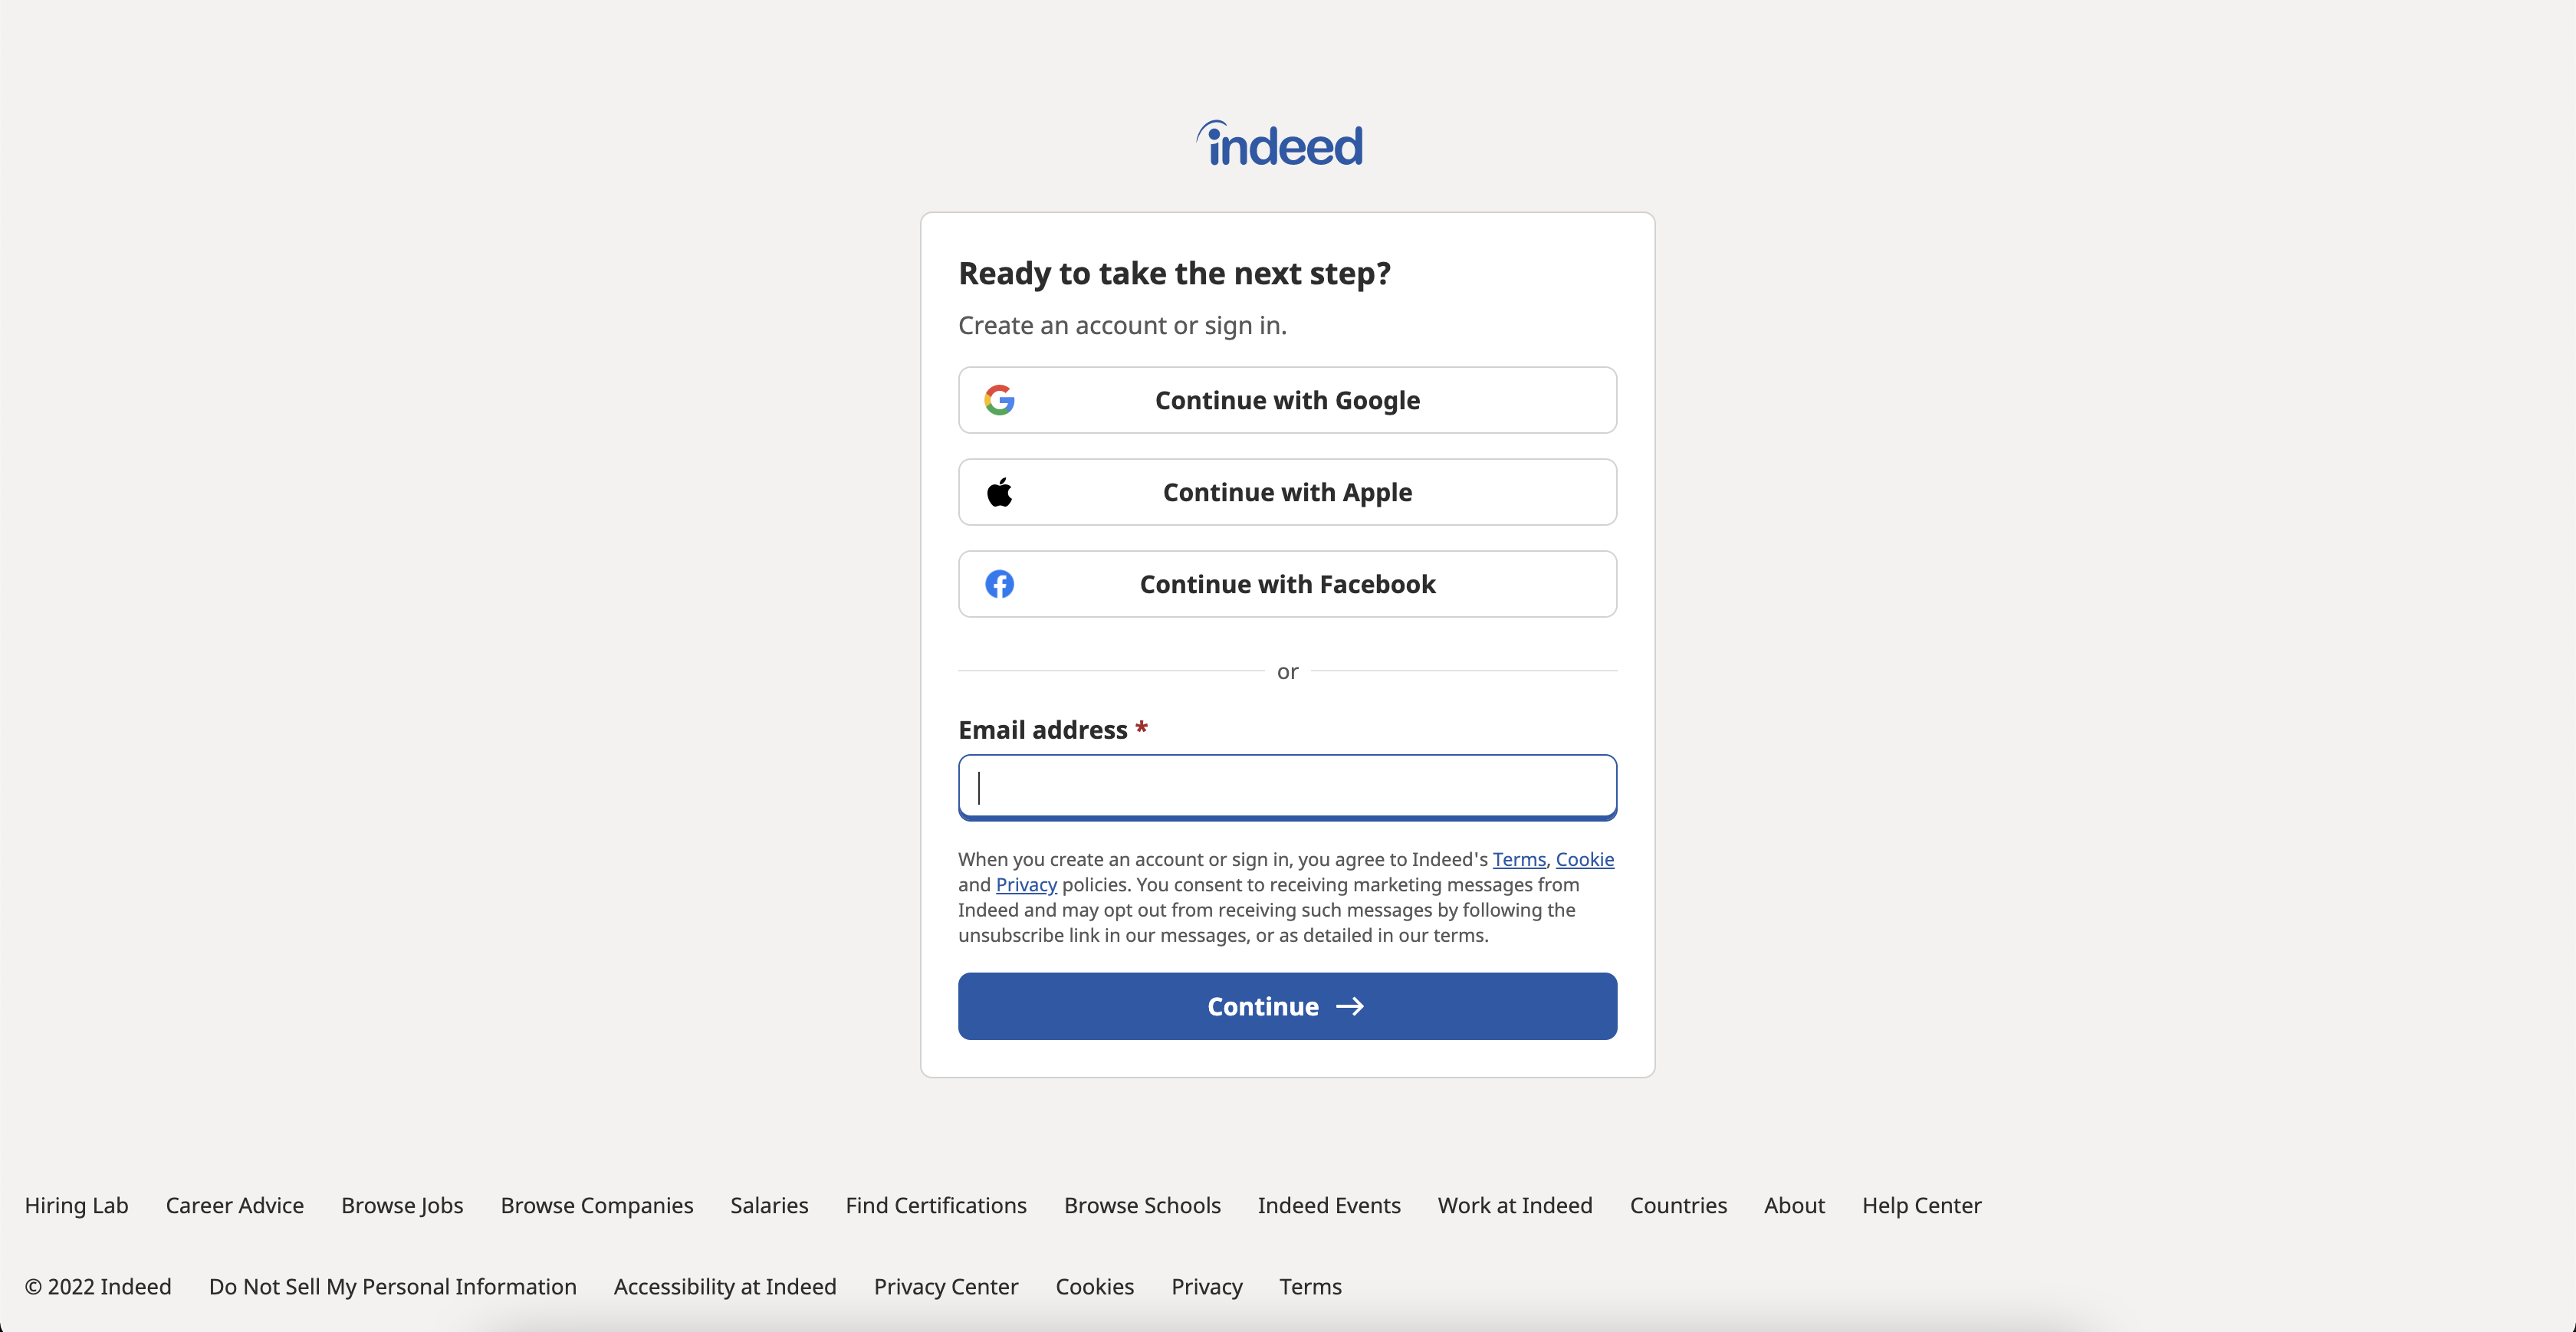 indeed
Ready to take the next step?
Create an account or sign in.
Continue with Google
Continue with Apple
Continue with Facebook
or
Email address *
When you create an account or sign in, you agree to Indeed's Terms, Cookie
and Privacy policies. You consent to receiving marketing messages from
Indeed and may opt out from receiving such messages by following the
unsubscribe link in our messages, or as detailed in our terms.
Continue →
Hiring Lab Career Advice Browse Jobs Browse Companies Salaries Find Certifications Browse Schools Indeed Events Work at Indeed Countries About Help Center
© 2022 Indeed Do Not Sell My Personal Information Accessibility at Indeed Privacy Center Cookies Privacy Terms